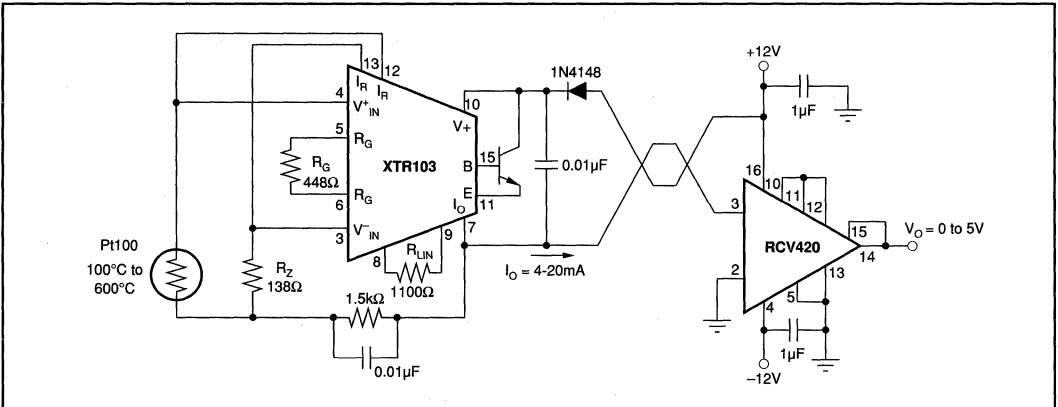 13
12
I_R
I_R
4
V⁺_IN
5
R_G
R_G
448Ω
R_G
6
V⁻_IN
3
XTR103
10
V+
B
15
E
11
I_O
7
9
R_LIN
8
1100Ω
Pt100
100°C to
600°C
R_Z
138Ω
1.5kΩ
0.01µF
1N4148
0.01µF
I_O = 4-20mA
+12V
1µF
16
10
11
12
3
RCV420
15
14
V_O = 0 to 5V
2
13
5
4
1µF
–12V